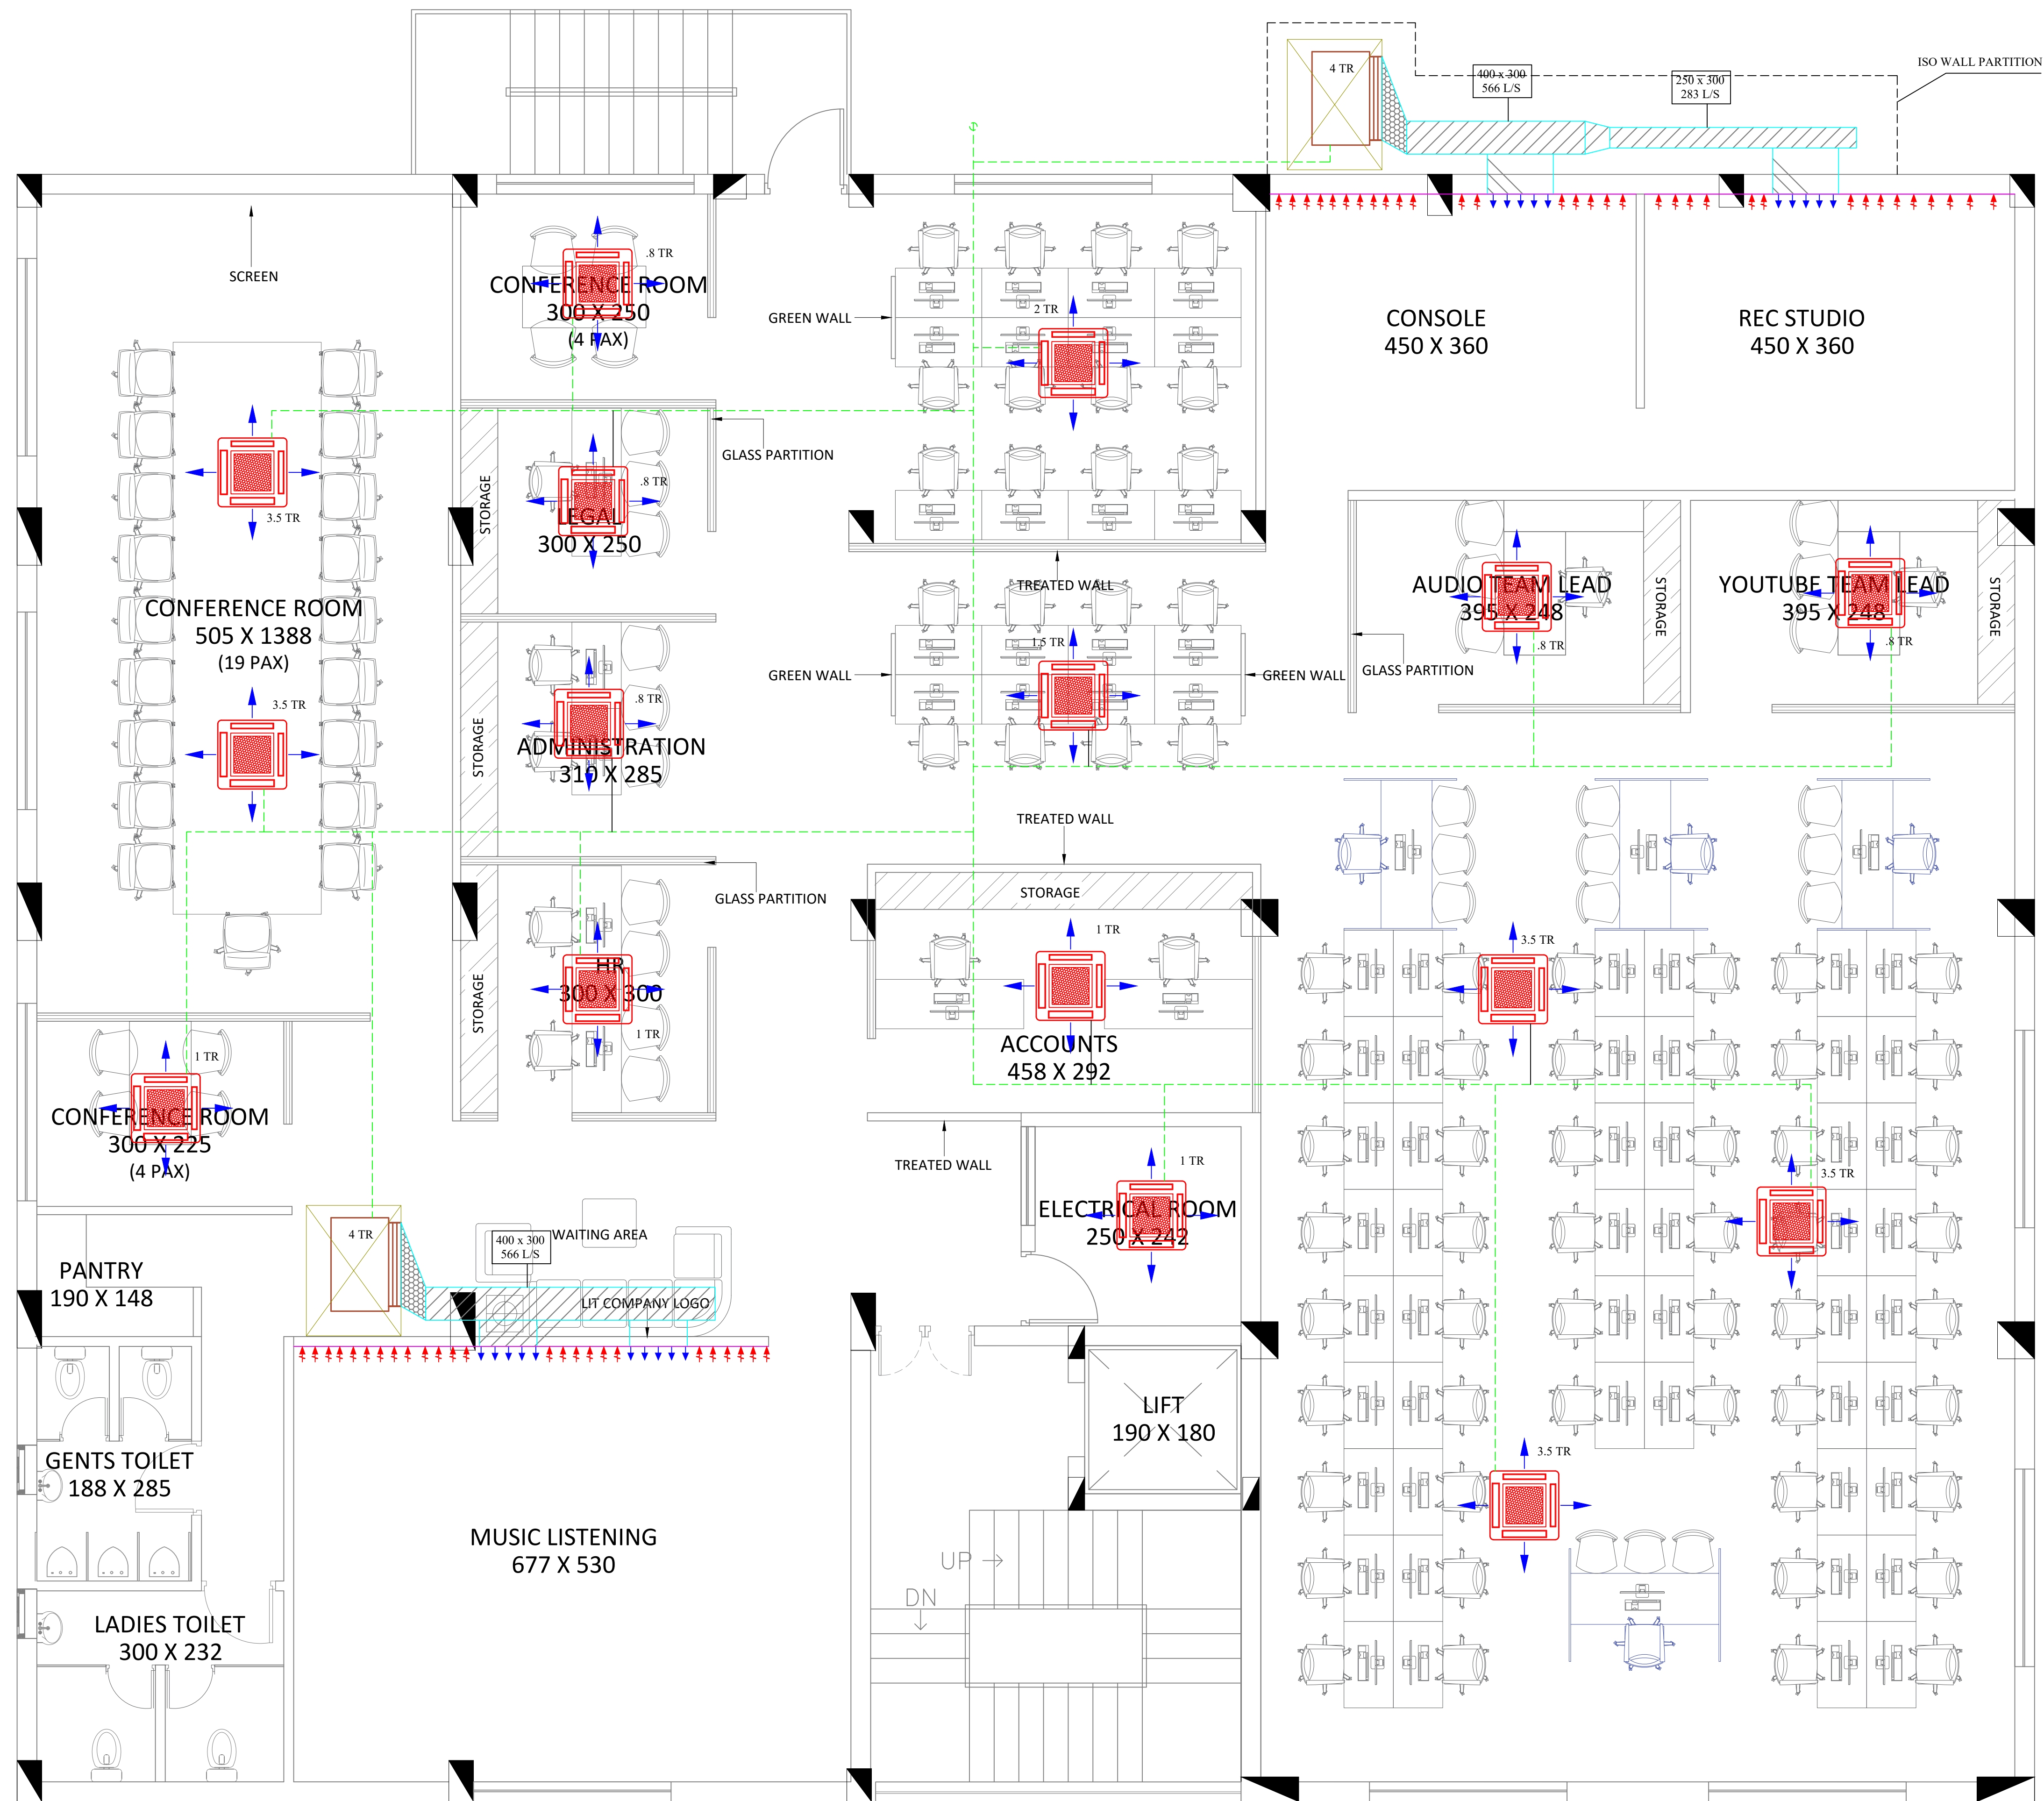 4 TR
400 x 300
566 L/S
250 x 300
283 L/S
ISO WALL PARTITION
SCREEN
.8 TR
CONFERENCE ROOM
300 X 250
(4 PAX)
GREEN WALL
2 TR
CONSOLE
450 X 360
REC STUDIO
450 X 360
GLASS PARTITION
3.5 TR
STORAGE
.8 TR
LEGAL
300 X 250
TREATED WALL
CONFERENCE ROOM
505 X 1388
(19 PAX)
3.5 TR
STORAGE
.8 TR
ADMINISTRATION
310 X 285
GREEN WALL
1.5 TR
GREEN WALL
GLASS PARTITION
AUDIO TEAM LEAD
395 X 248
.8 TR
STORAGE
YOUTUBE TEAM LEAD
395 X 248
.8 TR
STORAGE
TREATED WALL
GLASS PARTITION
STORAGE
STORAGE
HR
300 X 300
1 TR
1 TR
ACCOUNTS
458 X 292
3.5 TR
1 TR
CONFERENCE ROOM
300 X 225
(4 PAX)
TREATED WALL
1 TR
ELECTRICAL ROOM
250 X 242
3.5 TR
4 TR
400 x 300
566 L/S
WAITING AREA
LIT COMPANY LOGO
PANTRY
190 X 148
LIFT
190 X 180
GENTS TOILET
188 X 285
3.5 TR
MUSIC LISTENING
677 X 530
UP
DN
LADIES TOILET
300 X 232